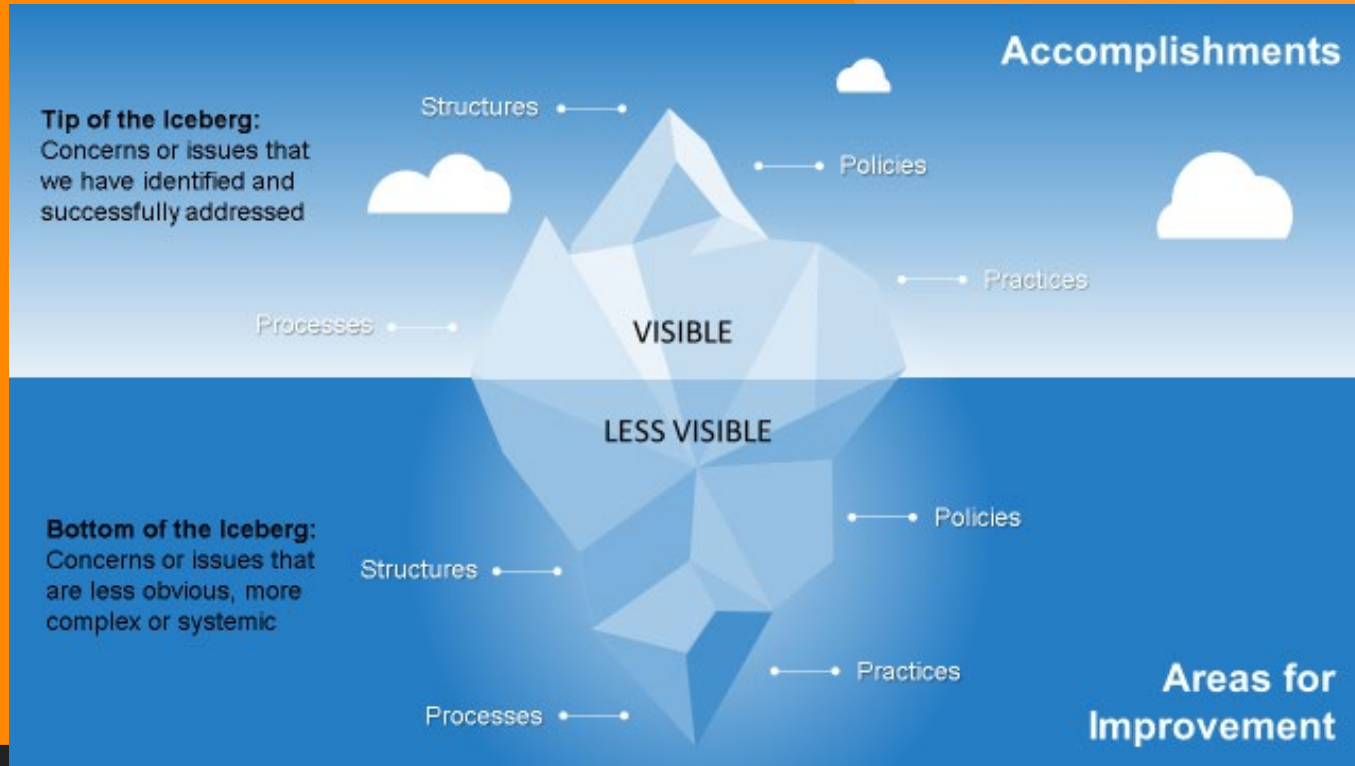 Accomplishments
Tip of the Iceberg:
Concerns or issues that
we have identified and
successfully addressed
Structures
Policies
Practices
Processes
VISIBLE
LESS VISIBLE
Bottom of the Iceberg:
Concerns or issues that
are less obvious, more
complex or systemic
Policies
Structures
Practices
Processes
Areas for
Improvement